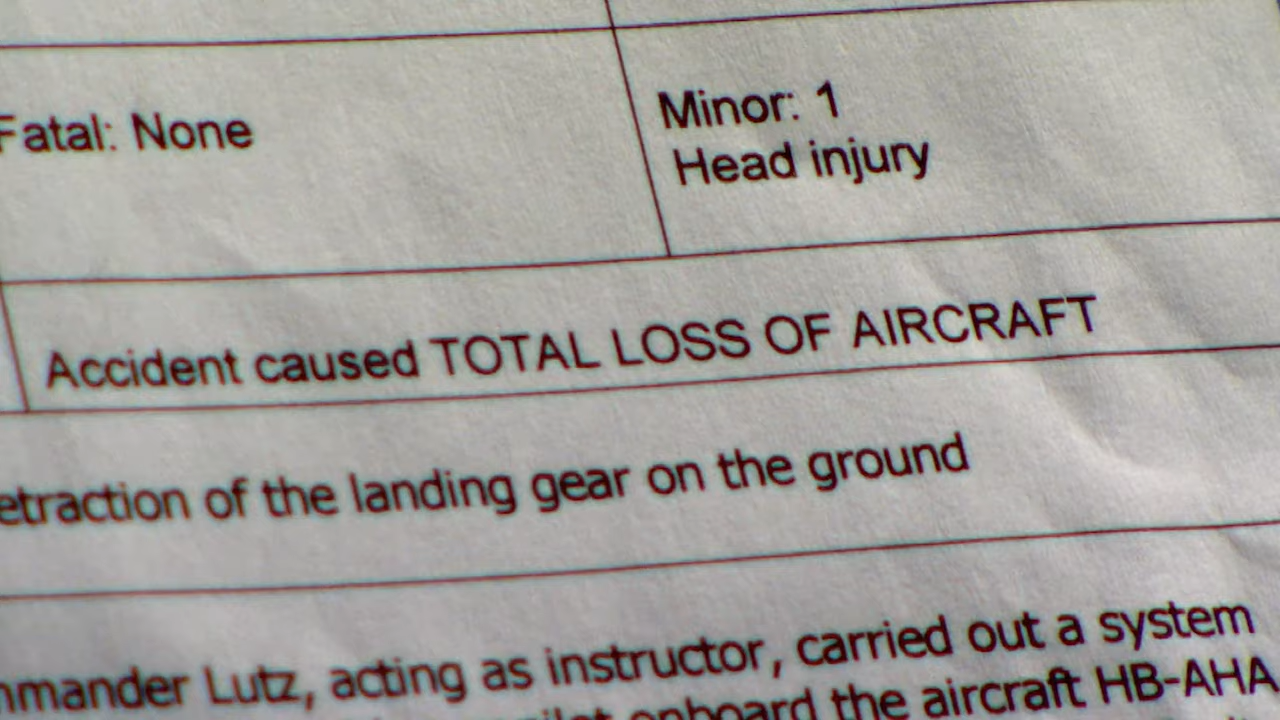 Fatal: None
Minor: 1
Head injury
Accident caused TOTAL LOSS OF AIRCRAFT
etraction of the landing gear on the ground
mmander Lutz, acting as instructor, carried out a system
onboard the aircraft HB-AHA